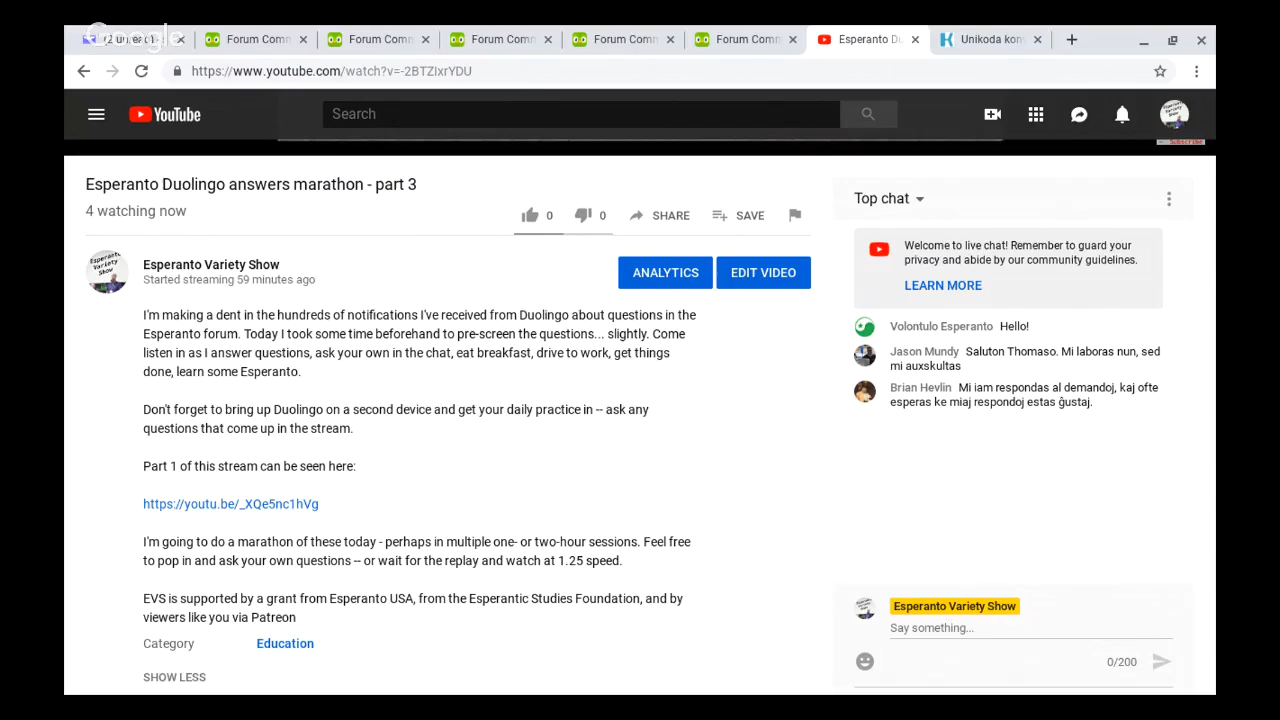 Google
Forum Comm
Forum Comm
Forum Comm
Forum Comm
Forum Comm
Esperanto Du
Unikoda kon
https://www.youtube.com/watch?v=-2BTZIxrYDU
YouTube
Search
Subscribe
Esperanto Duolingo answers marathon - part 3
4 watching now
0
0
SHARE
SAVE
Esperanto Variety Show
Started streaming 59 minutes ago
ANALYTICS
EDIT VIDEO
I'm making a dent in the hundreds of notifications I've received from Duolingo about questions in the
Esperanto forum. Today I took some time beforehand to pre-screen the questions... slightly. Come
listen in as I answer questions, ask your own in the chat, eat breakfast, drive to work, get things
done, learn some Esperanto.
Don't forget to bring up Duolingo on a second device and get your daily practice in -- ask any
questions that come up in the stream.
Part 1 of this stream can be seen here:
https://youtu.be/_XQe5nc1hVg
I'm going to do a marathon of these today - perhaps in multiple one- or two-hour sessions. Feel free
to pop in and ask your own questions -- or wait for the replay and watch at 1.25 speed.
EVS is supported by a grant from Esperanto USA, from the Esperantic Studies Foundation, and by
viewers like you via Patreon
Category Education
SHOW LESS
Top chat
Welcome to live chat! Remember to guard your
privacy and abide by our community guidelines.
LEARN MORE
Volontulo Esperanto Hello!
Jason Mundy Saluton Thomaso. Mi laboras nun, sed
mi auxskultas
Brian Hevlin Mi iam respondas al demandoj, kaj ofte
esperas ke miaj respondoj estas ĝustaj.
Esperanto Variety Show
Say something...
0/200